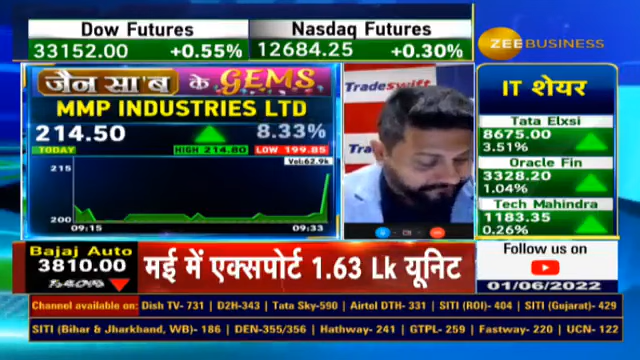 Dow Futures
33152.00 +0.55%
Nasdaq Futures
12684.25 +0.30%
ZEE BUSINESS
जैन सा'ब के GEMS
MMP INDUSTRIES LTD
214.50 8.33%
TODAY HIGH 214.80 LOW 199.85
Vol:62.9k
215
200
09:15 09:33
Tradeswift
IT शेयर
Tata Elxsi
8675.00
3.51%
Oracle Fin
3328.20
1.04%
Tech Mahindra
1183.35
0.26%
Bajaj Auto
3810.00
मई में एक्सपोर्ट 1.63 Lk यूनिट
Follow us on
01/06/2022
Channel available on: Dish TV- 731 | D2H-343 | Tata Sky-590 | Airtel DTH- 331 | SITI (ROI)- 404 | SITI (Gujarat)- 429
SITI (Bihar & Jharkhand, WB)- 186 | DEN-355/356 | Hathway- 241 | GTPL- 259 | Fastway- 220 | UCN- 122